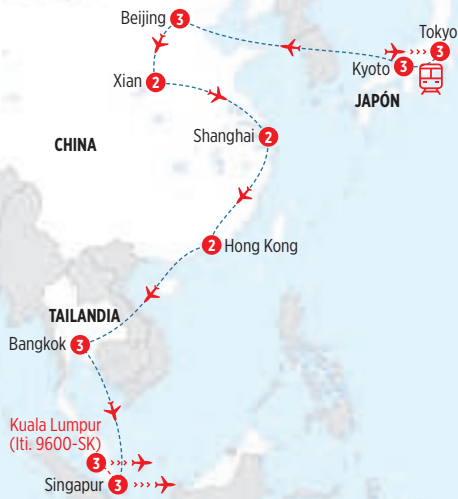 Beijing 3
Tokyo
3
Kyoto 3
JAPÓN
Xian 2
Shanghai 2
CHINA
2 Hong Kong
TAILANDIA
Bangkok 3
Kuala Lumpur
(Iti. 9600-SK)
3
Singapur 3